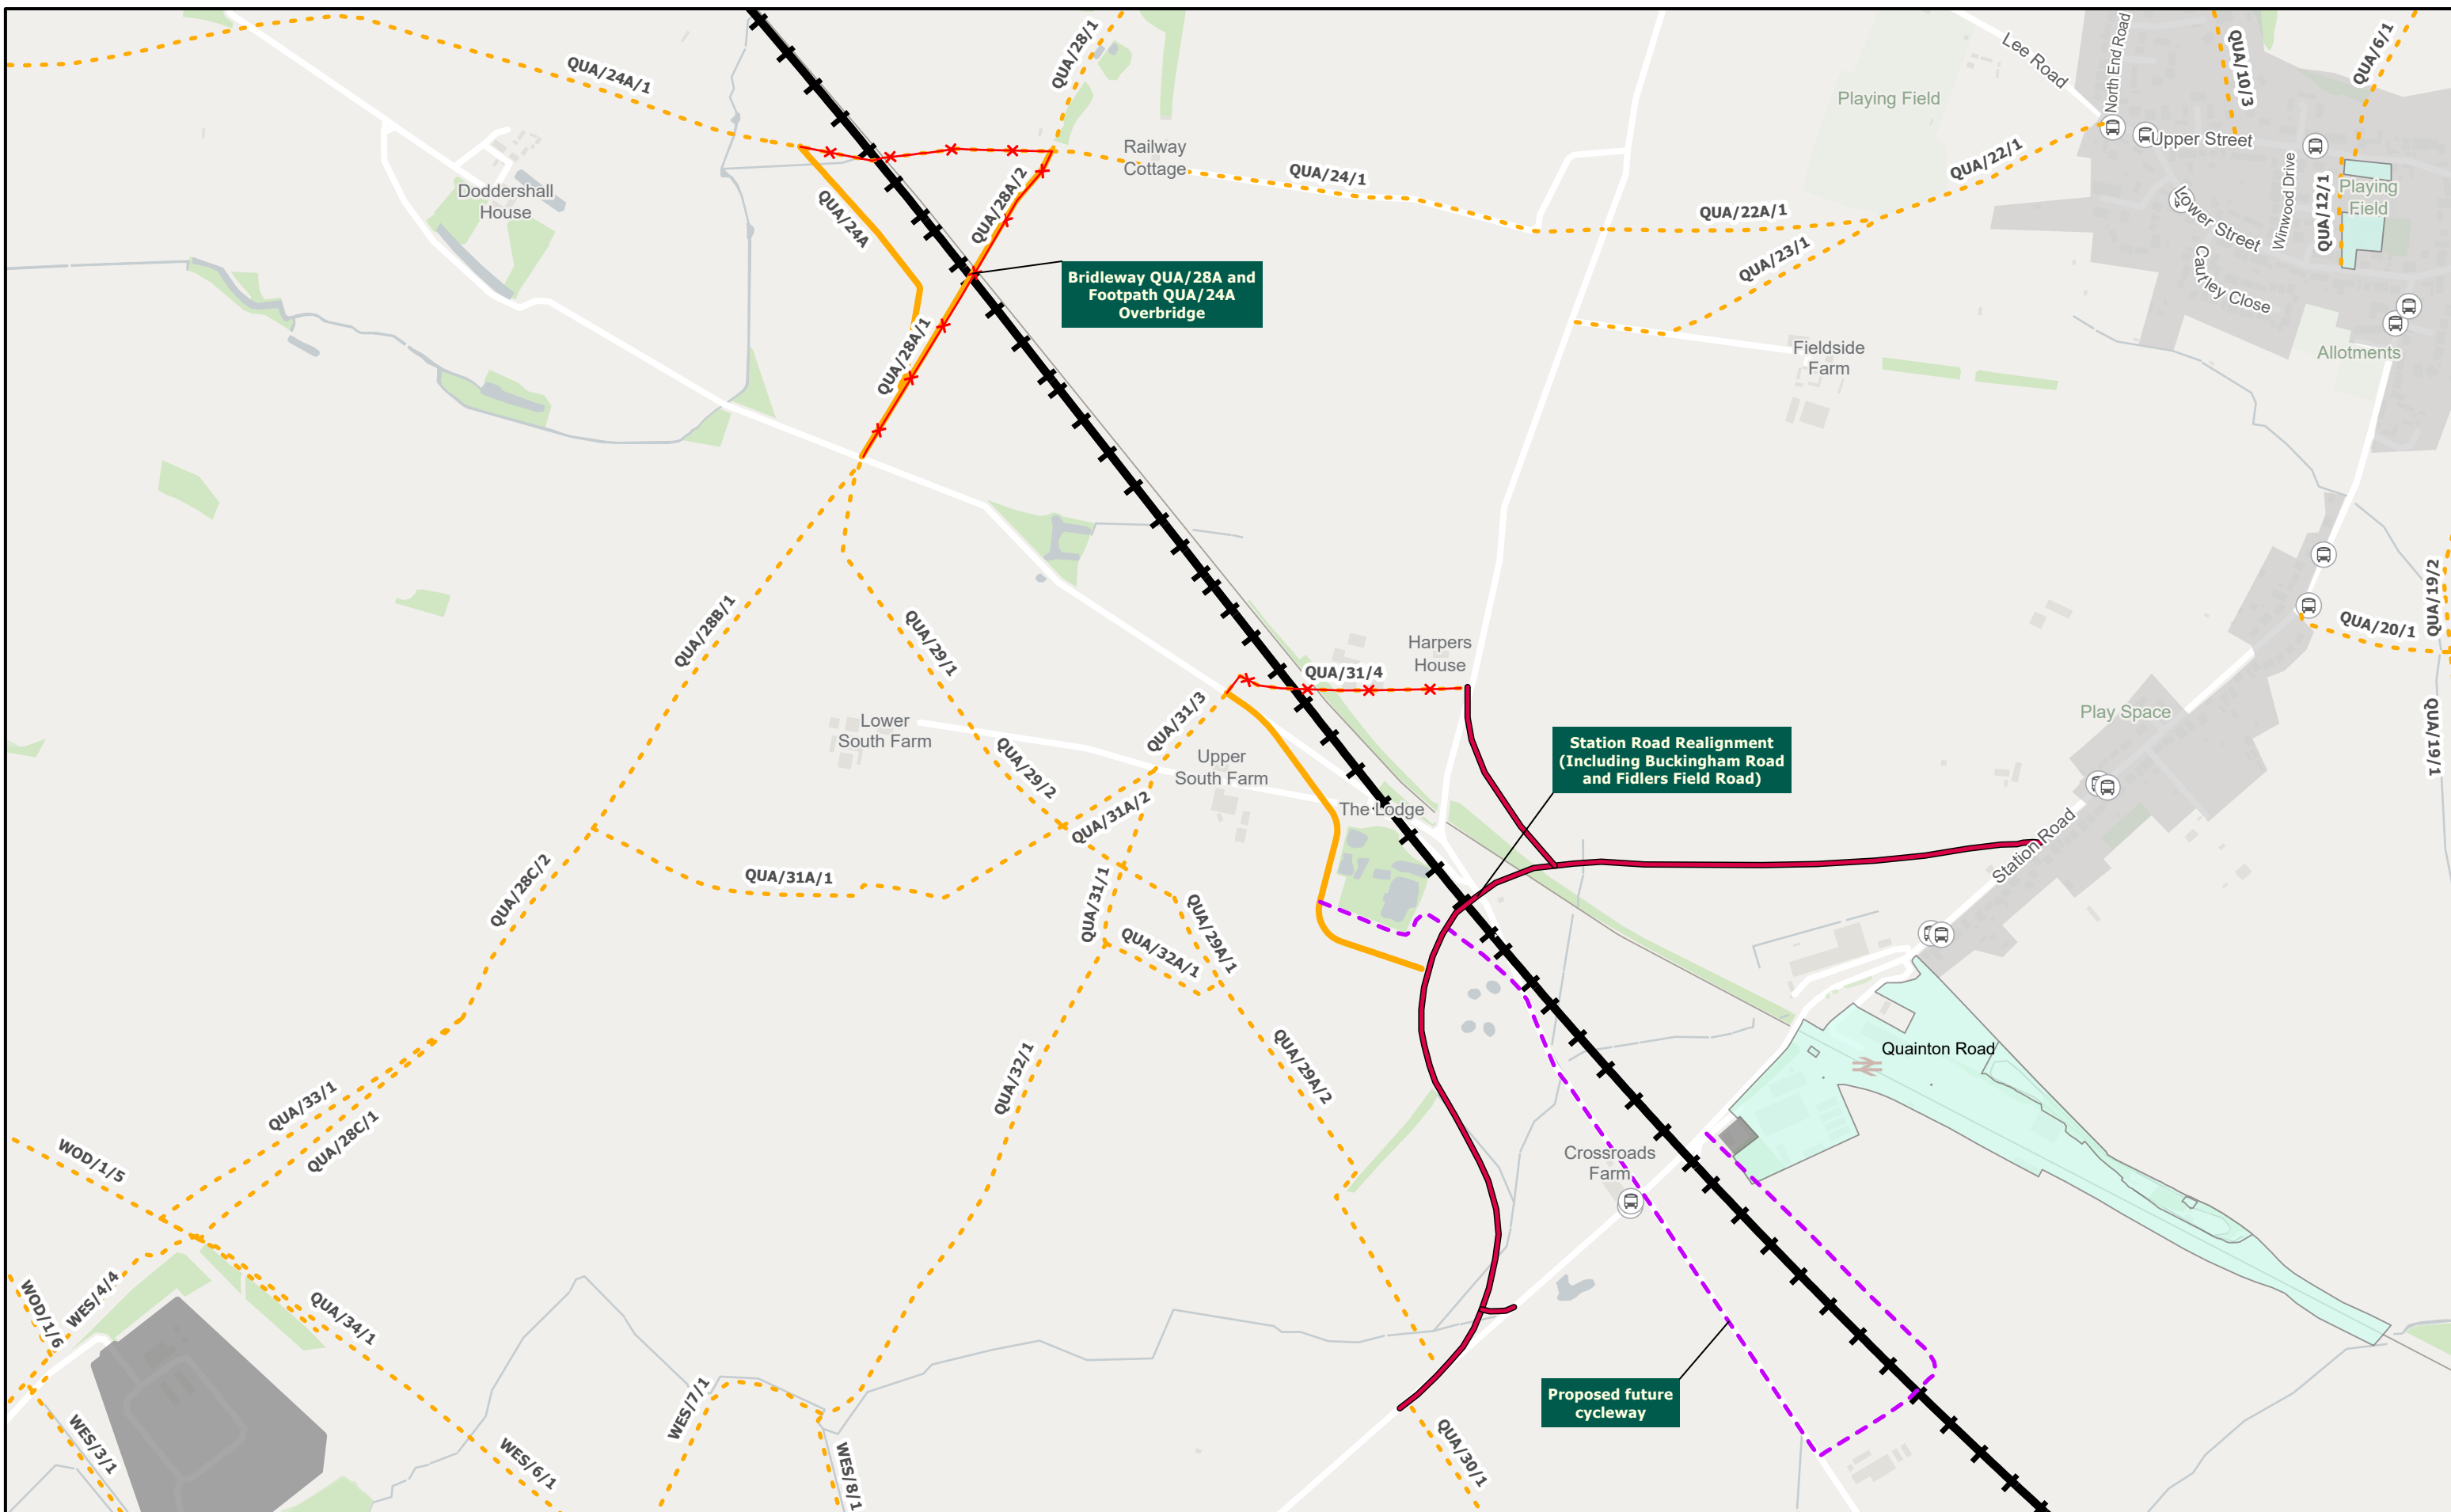 QUA/24A/1
QUA/28/1
Lee Road
North End Road
QUA/10/3
QUA/6/1
Playing Field
Upper Street
Railway
Cottage
QUA/24/1
QUA/22/1
Winwood Drive
QUA/12/1
Playing
Field
Doddershall
House
QUA/24A
QUA/28A/2
QUA/22A/1
QUA/23/1
Lower Street
Cautley Close
Bridleway QUA/28A and
Footpath QUA/24A
Overbridge
QUA/28A/1
Fieldside
Farm
Allotments
QUA/28B/1
QUA/29/1
QUA/19/2
QUA/20/1
Harpers
House
QUA/31/4
QUA/31/3
Lower
South Farm
QUA/29/2
Upper
South Farm
Play Space
QUA/19/1
Station Road Realignment
(Including Buckingham Road
and Fidlers Field Road)
The Lodge
QUA/31A/2
Station Road
QUA/28C/2
QUA/31A/1
QUA/31/1
QUA/29A/1
QUA/32A/1
Quainton Road
QUA/32/1
QUA/29A/2
QUA/33/1
QUA/28C/1
WOD/1/5
Crossroads
Farm
WOD/1/6
WES/4/4
QUA/34/1
Proposed future
cycleway
WES/7/1
WES/3/1
WES/6/1
WES/8/1
QUA/30/1